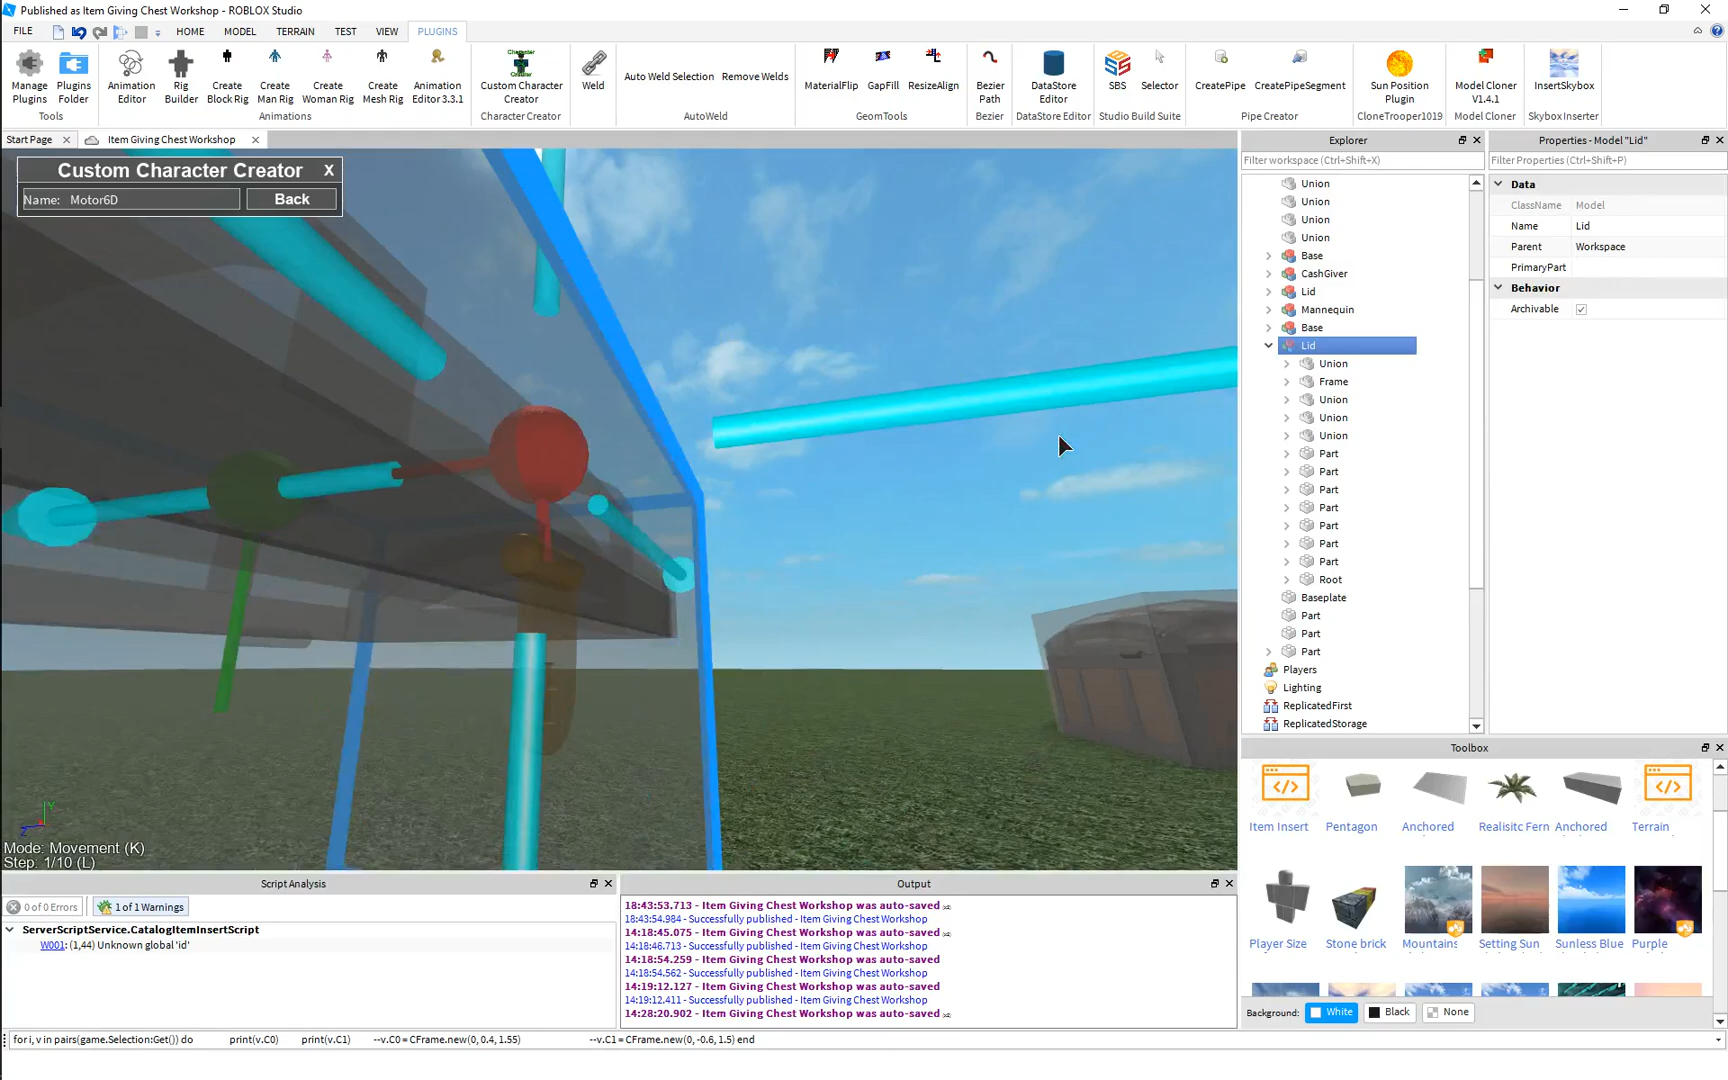 Published as Item Giving Chest Workshop - ROBLOX Studio
FILE HOME MODEL TERRAIN TEST VIEW PLUGINS
Manage Plugins
Plugins Folder
Tools
Animation Editor
Rig Builder
Create Block Rig
Create Man Rig
Create Woman Rig
Create Mesh Rig
Animation Editor 3.3.1
Animations
Character Creator
Custom Character Creator
Character Creator
Weld
Auto Weld Selection
Remove Welds
AutoWeld
MaterialFlip
GapFill
ResizeAlign
GeomTools
Bezier Path
Bezier
DataStore Editor
DataStore Editor
SBS
Selector
Studio Build Suite
CreatePipe
CreatePipeSegment
Pipe Creator
Sun Position Plugin
CloneTrooper1019
Model Cloner V1.4.1
Model Cloner
InsertSkybox
Skybox Inserter
Start Page
Item Giving Chest Workshop
Custom Character Creator X
Name: Motor6D
Back
Mode: Movement (K)
Step: 1/10 (L)
Y
Z
Explorer
Filter workspace (Ctrl+Shift+X)
Union
Union
Union
Union
Base
CashGiver
Lid
Mannequin
Base
Lid
Union
Frame
Union
Union
Union
Part
Part
Part
Part
Part
Part
Part
Root
Baseplate
Part
Part
Part
Players
Lighting
ReplicatedFirst
ReplicatedStorage
Properties - Model "Lid"
Filter Properties (Ctrl+Shift+P)
Data
ClassName Model
Name Lid
Parent Workspace
PrimaryPart
Behavior
Archivable
Toolbox
Item Insert
Pentagon
Anchored
Realisitc Fern
Anchored
Terrain
Player Size
Stone brick
Mountains
Setting Sun
Sunless Blue
Purple
Background: White Black None
Script Analysis
0 of 0 Errors
1 of 1 Warnings
ServerScriptService.CatalogItemInsertScript
W001: (1,44) Unknown global 'id'
Output
18:43:53.713 - Item Giving Chest Workshop was auto-saved
18:43:54.984 - Successfully published - Item Giving Chest Workshop
14:18:45.075 - Item Giving Chest Workshop was auto-saved
14:18:46.713 - Successfully published - Item Giving Chest Workshop
14:18:54.259 - Item Giving Chest Workshop was auto-saved
14:18:54.562 - Successfully published - Item Giving Chest Workshop
14:19:12.127 - Item Giving Chest Workshop was auto-saved
14:19:12.411 - Successfully published - Item Giving Chest Workshop
14:28:20.902 - Item Giving Chest Workshop was auto-saved
for i, v in pairs(game.Selection:Get()) do print(v.C0) print(v.C1) --v.C0 = CFrame.new(0, 0.4, 1.55) --v.C1 = CFrame.new(0, -0.6, 1.5) end